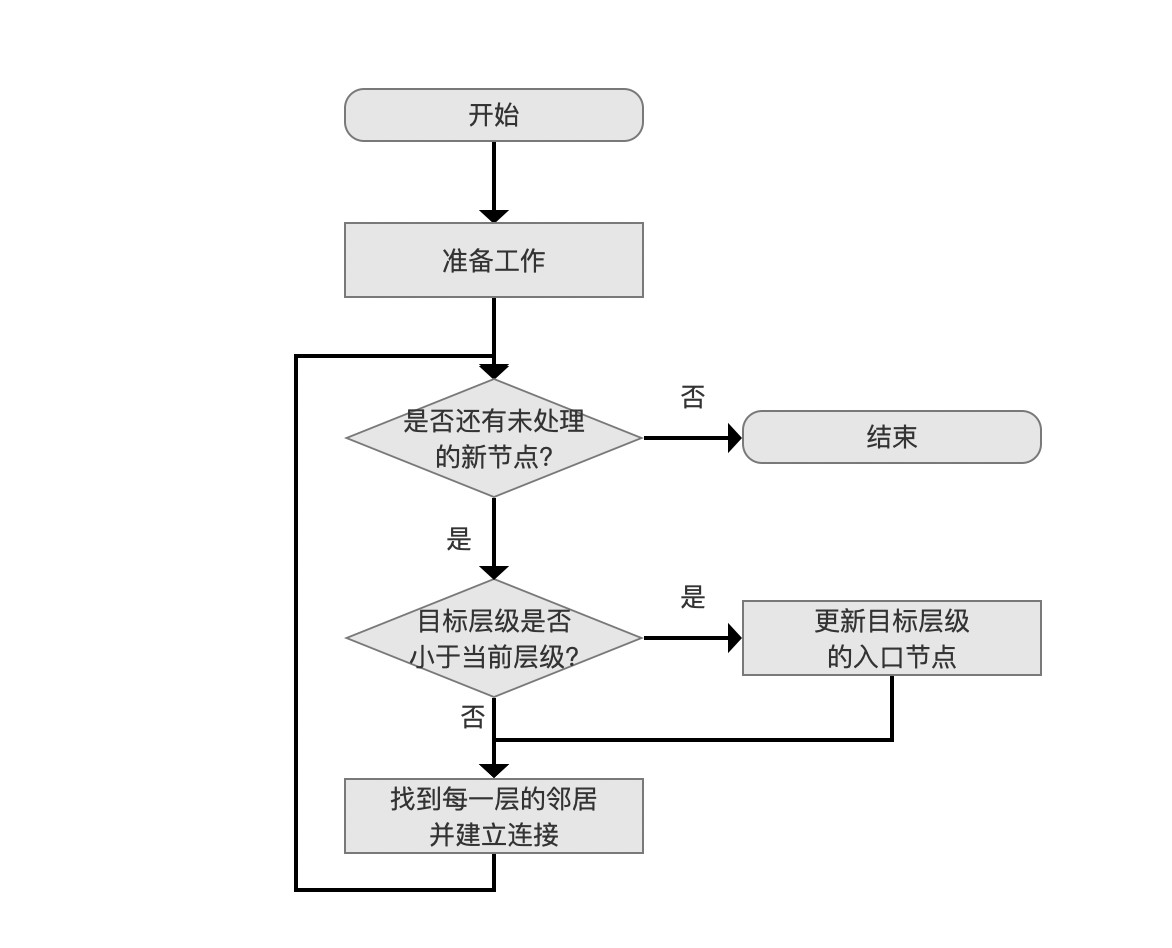 开始
准备工作
是否还有未处理
的新节点?
否
结束
是
目标层级是否
小于当前层级?
是
更新目标层级
的入口节点
否
找到每一层的邻居
并建立连接